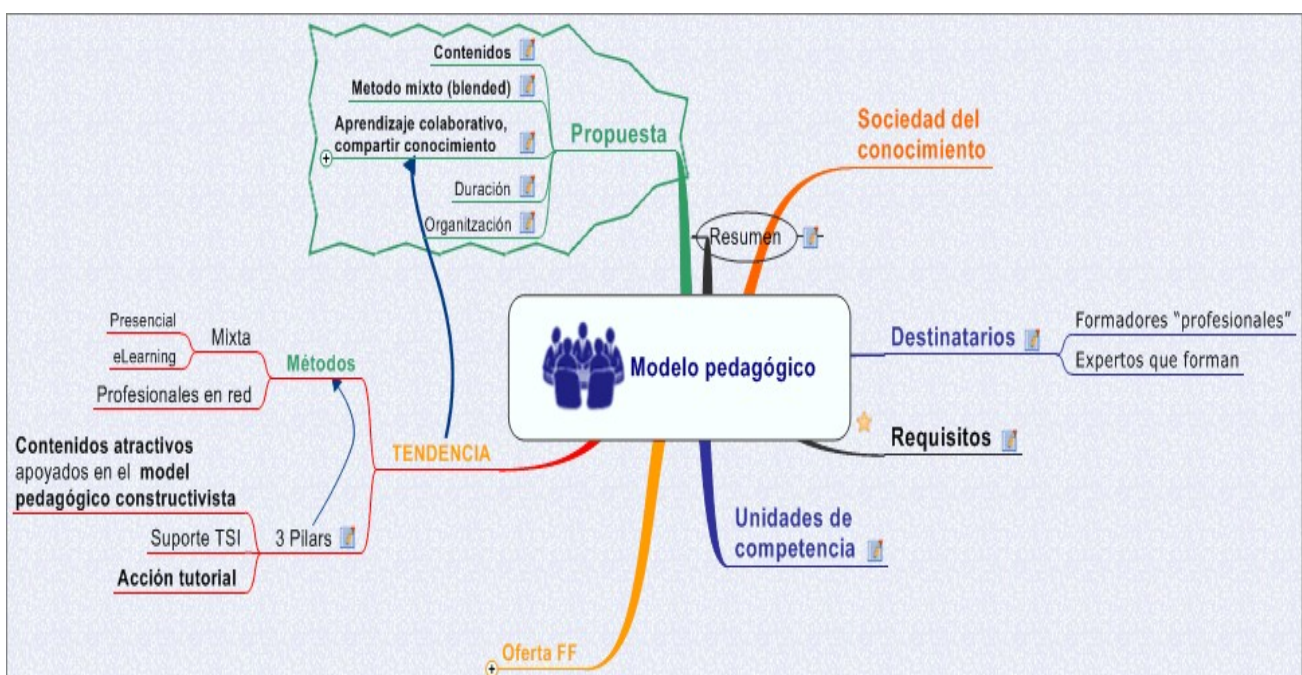 Contenidos
Metodo mixto (blended)
Aprendizaje colaborativo,
compartir conocimiento
Duración
Organitzación
Propuesta
Sociedad del
conocimiento
Resumen
Modelo pedagógico
Destinatarios
Formadores “profesionales”
Expertos que forman
Requisitos
Unidades de
competencia
Oferta FF
TENDENCIA
Métodos
Mixta
Presencial
eLearning
Profesionales en red
3 Pilars
Contenidos atractivos
apoyados en el model
pedagógico constructivista
Suporte TSI
Acción tutorial